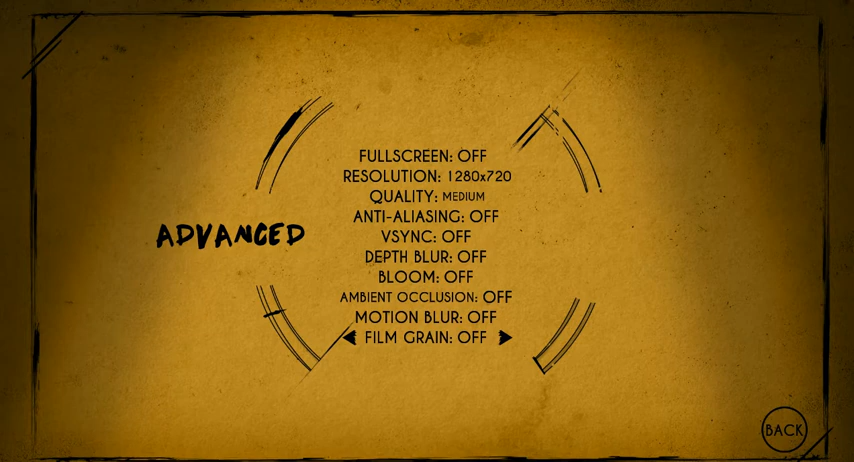 FULLSCREEN: OFF
RESOLUTION: 1280x720
QUALITY: MEDIUM
ANTI-ALIASING: OFF
ADVANCED
VSYNC: OFF
DEPTH BLUR: OFF
BLOOM: OFF
AMBIENT OCCLUSION: OFF
MOTION BLUR: OFF
FILM GRAIN: OFF
BACK